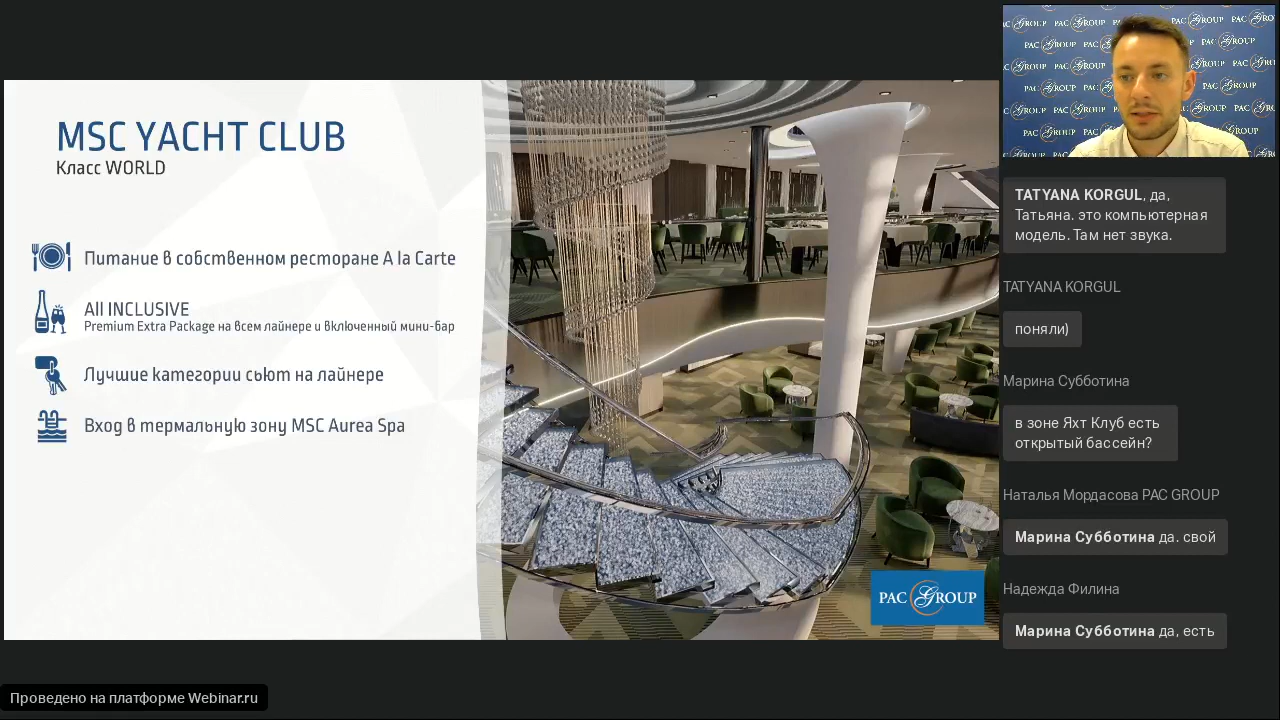 MSC YACHT CLUB
Класс WORLD
Питание в собственном ресторане A la Carte
All INCLUSIVE
Premium Extra Package на всем лайнере и включенный мини-бар
Лучшие категории сьют на лайнере
Вход в термальную зону MSC Aurea Spa
PAC GROUP
TATYANA KORGUL, да,
Татьяна. это компьютерная
модель. Там нет звука.
TATYANA KORGUL
поняли)
Марина Субботина
в зоне Яхт Клуб есть
открытый бассейн?
Наталья Мордасова PAC GROUP
Марина Субботина да. свой
Надежда Филина
Марина Субботина да, есть
Проведено на платформе Webinar.ru